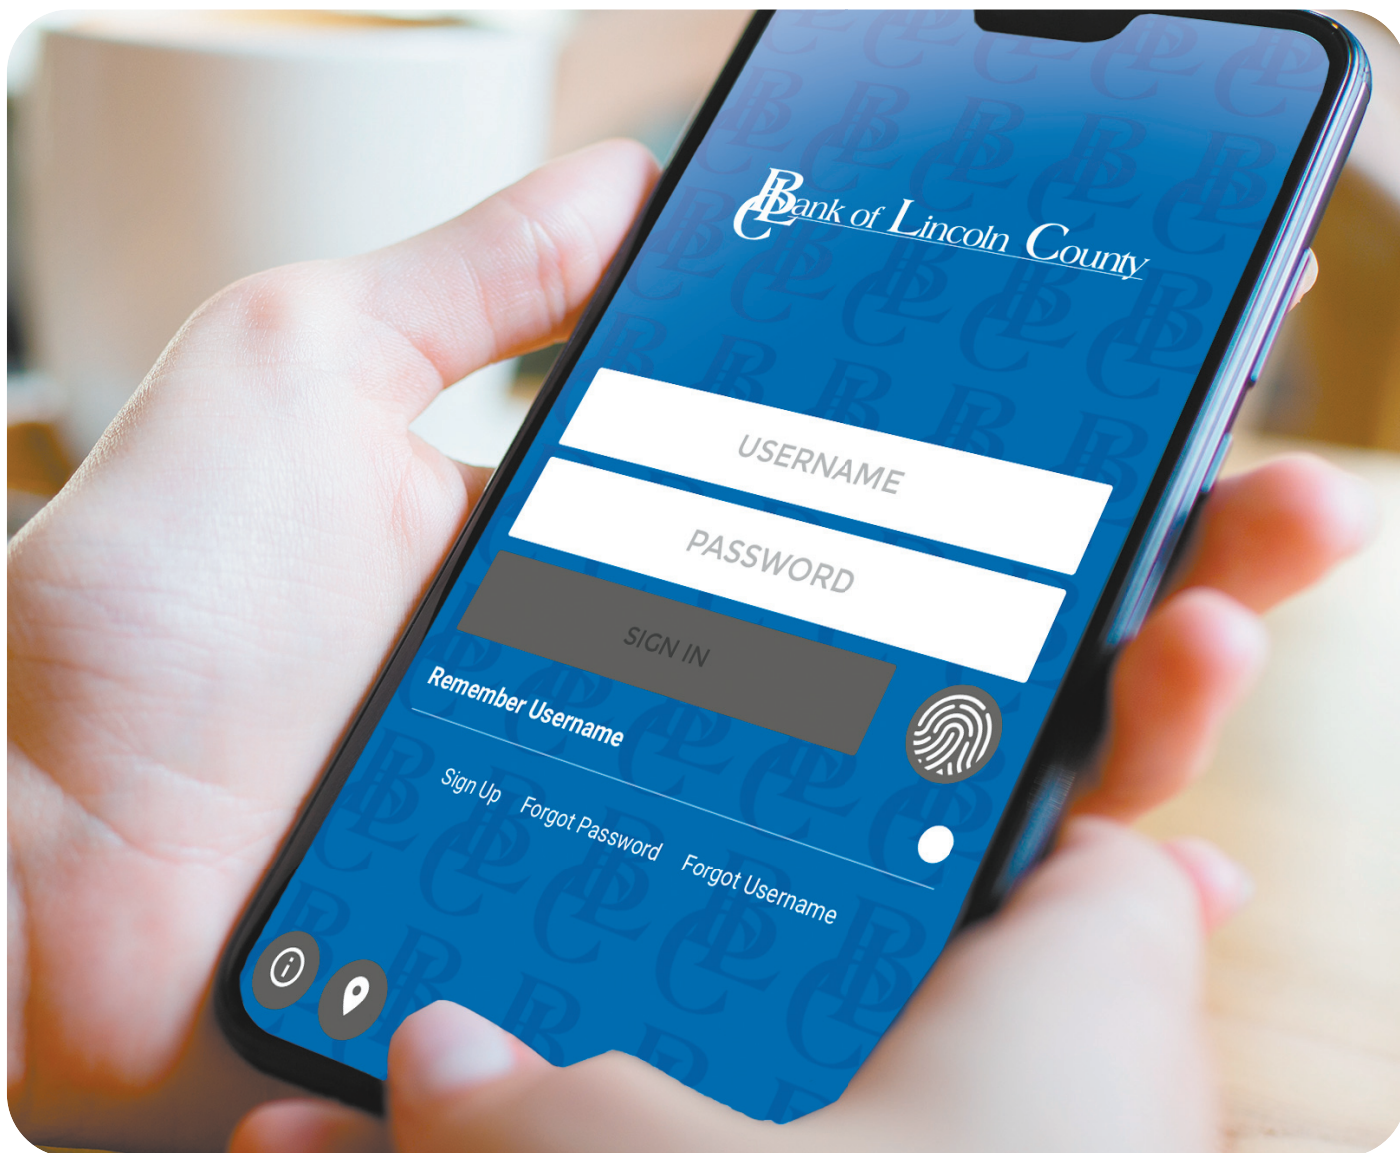 Bank of Lincoln County
USERNAME
PASSWORD
SIGN IN
Remember Username
Sign Up Forgot Password Forgot Username